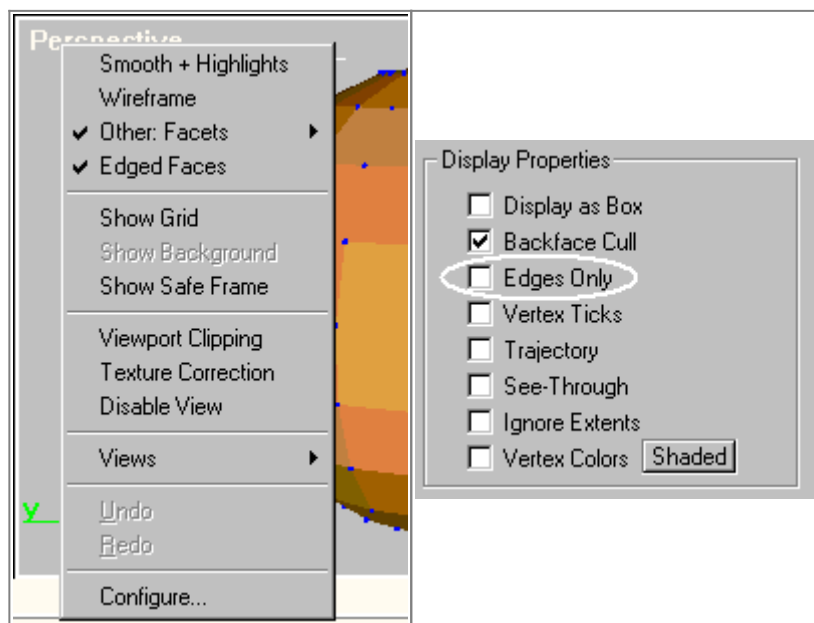 Perspective
Smooth + Highlights
Wireframe
Other: Facets
Edged Faces
Show Grid
Show Background
Show Safe Frame
Viewport Clipping
Texture Correction
Disable View
Views
Undo
Redo
Configure...
y
Display Properties
Display as Box
Backface Cull
Edges Only
Vertex Ticks
Trajectory
See-Through
Ignore Extents
Vertex Colors Shaded